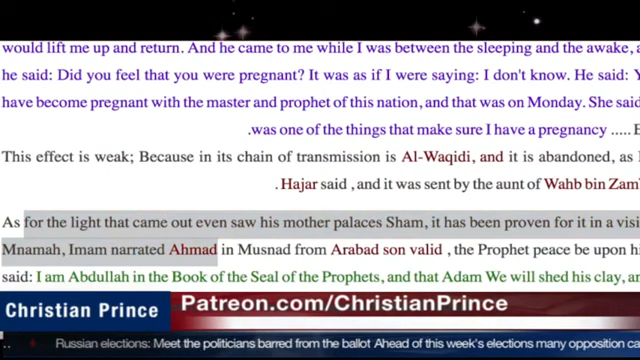 would lift me up and return. And he came to me while I was between the sleeping and the awake, a
he said: Did you feel that you were pregnant? It was as if I were saying: I don't know. He said: Y
have become pregnant with the master and prophet of this nation, and that was on Monday. She said
.was one of the things that make sure I have a pregnancy ..... E
This effect is weak; Because in its chain of transmission is Al-Waqidi, and it is abandoned, as I
.Hajar said , and it was sent by the aunt of Wahb bin Zam'
As for the light that came out even saw his mother palaces Sham, it has been proven for it in a visi
Mnamah, Imam narrated Ahmad in Musnad from Arabad son valid , the Prophet peace be upon hi
said: I am Abdullah in the Book of the Seal of the Prophets, and that Adam We will shed his clay, an
Christian Prince
Patreon.com/ChristianPrince
Russian elections: Meet the politicians barred from the ballot Ahead of this week's elections many opposition ca